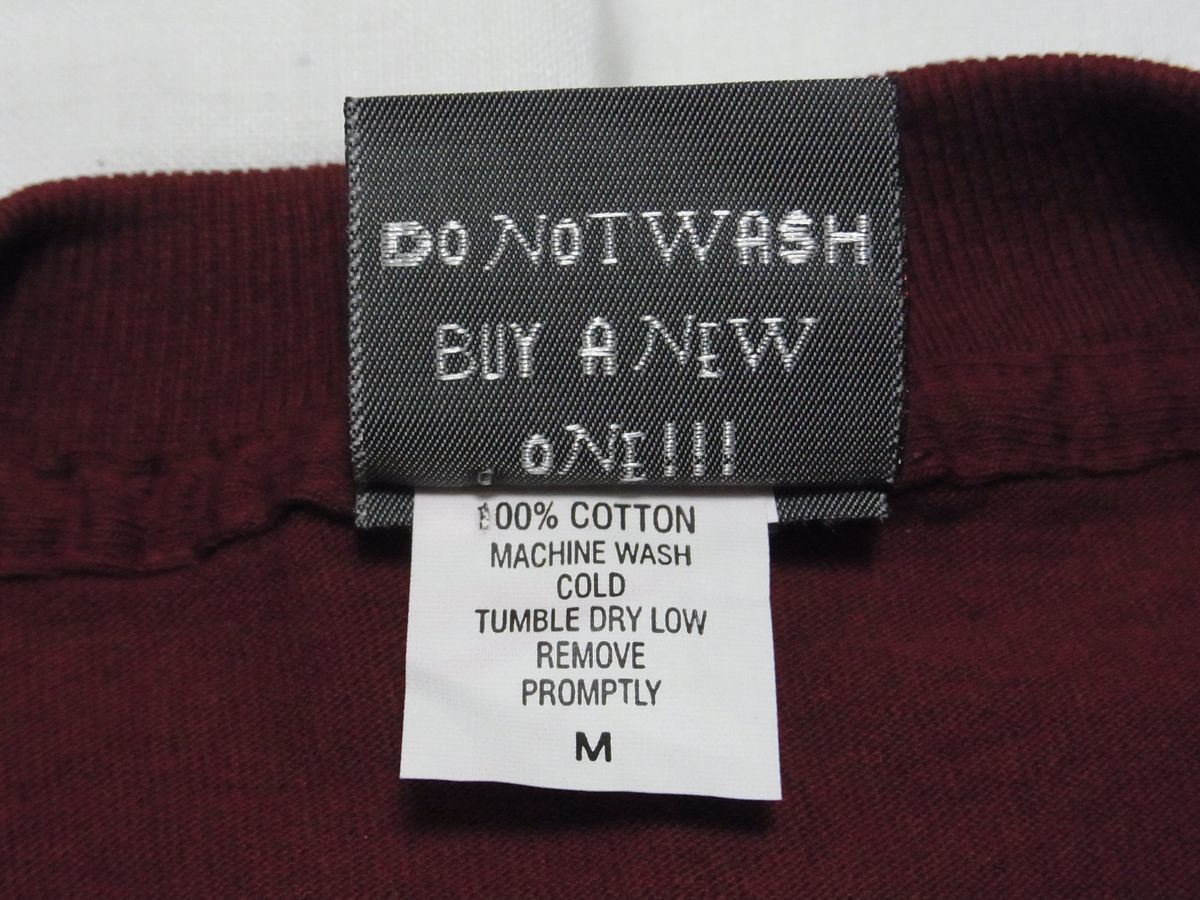 DO NOT WASH
BUY A NEW
ONE!!!
100% COTTON
MACHINE WASH
COLD
TUMBLE DRY LOW
REMOVE
PROMPTLY
M